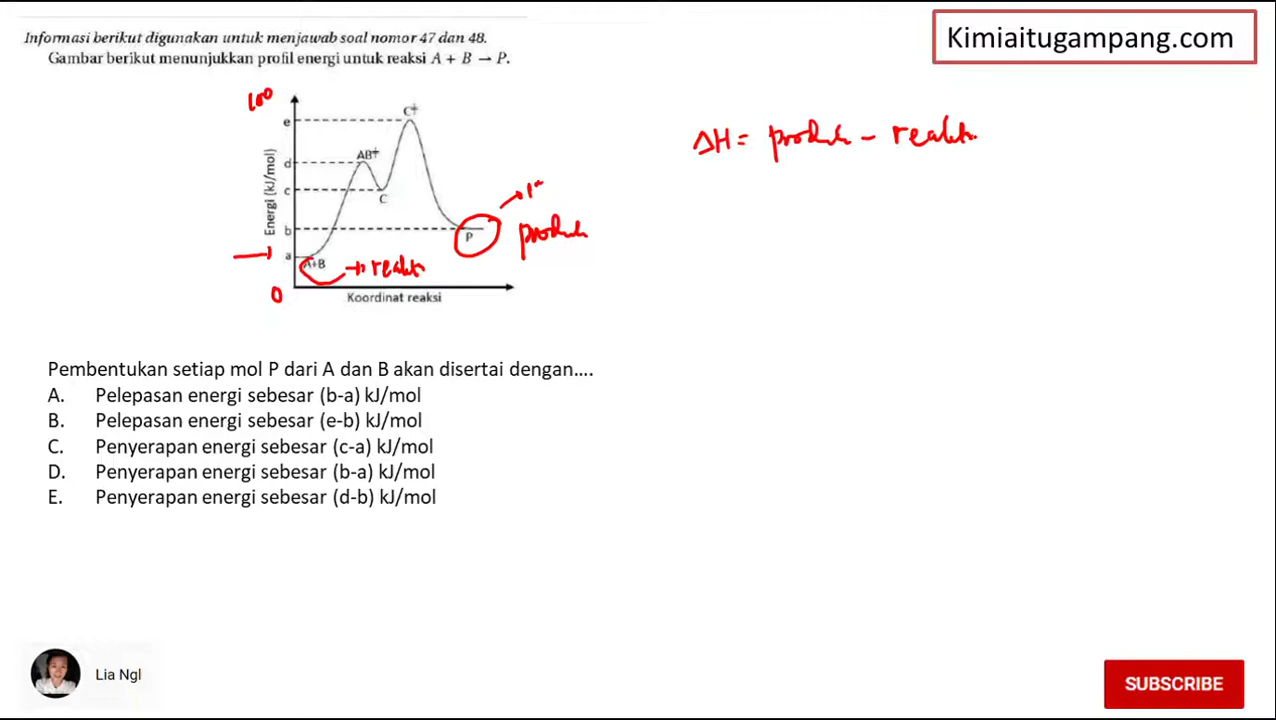 Kimiaitugampang.com
Informasi berikut digunakan untuk menjawab soal nomor 47 dan 48.
Gambar berikut menunjukkan profil energi untuk reaksi A + B → P.
100
Energi (kJ/mol)
e
d
c
b
a
C‡
AB‡
C
P
A+B
→ reakt
produk
0
Koordinat reaksi
ΔH = produk - reakt
Pembentukan setiap mol P dari A dan B akan disertai dengan....
A. Pelepasan energi sebesar (b-a) kJ/mol
B. Pelepasan energi sebesar (e-b) kJ/mol
C. Penyerapan energi sebesar (c-a) kJ/mol
D. Penyerapan energi sebesar (b-a) kJ/mol
E. Penyerapan energi sebesar (d-b) kJ/mol
Lia Ngl
SUBSCRIBE